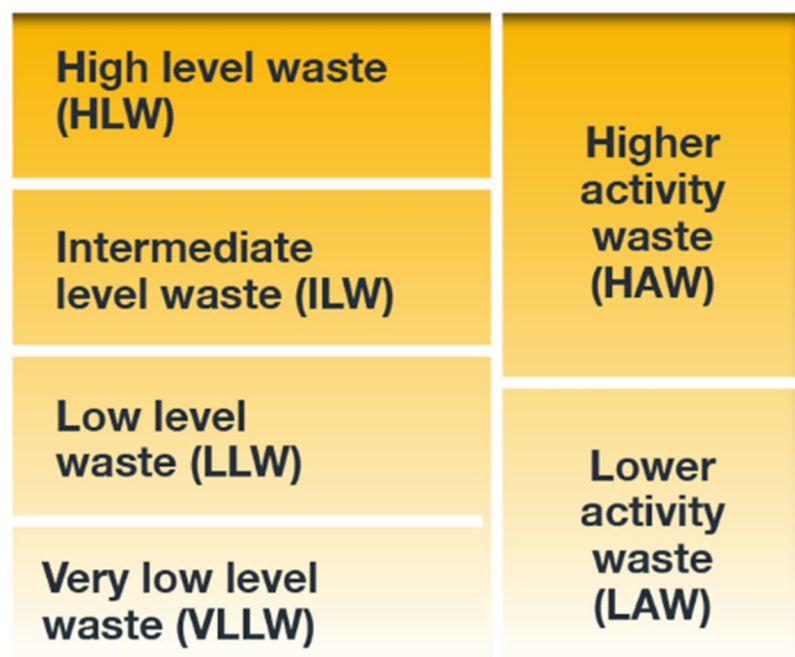 High level waste
(HLW)
Intermediate
level waste (ILW)
Low level
waste (LLW)
Very low level
waste (VLLW)
Higher
activity
waste
(HAW)
Lower
activity
waste
(LAW)